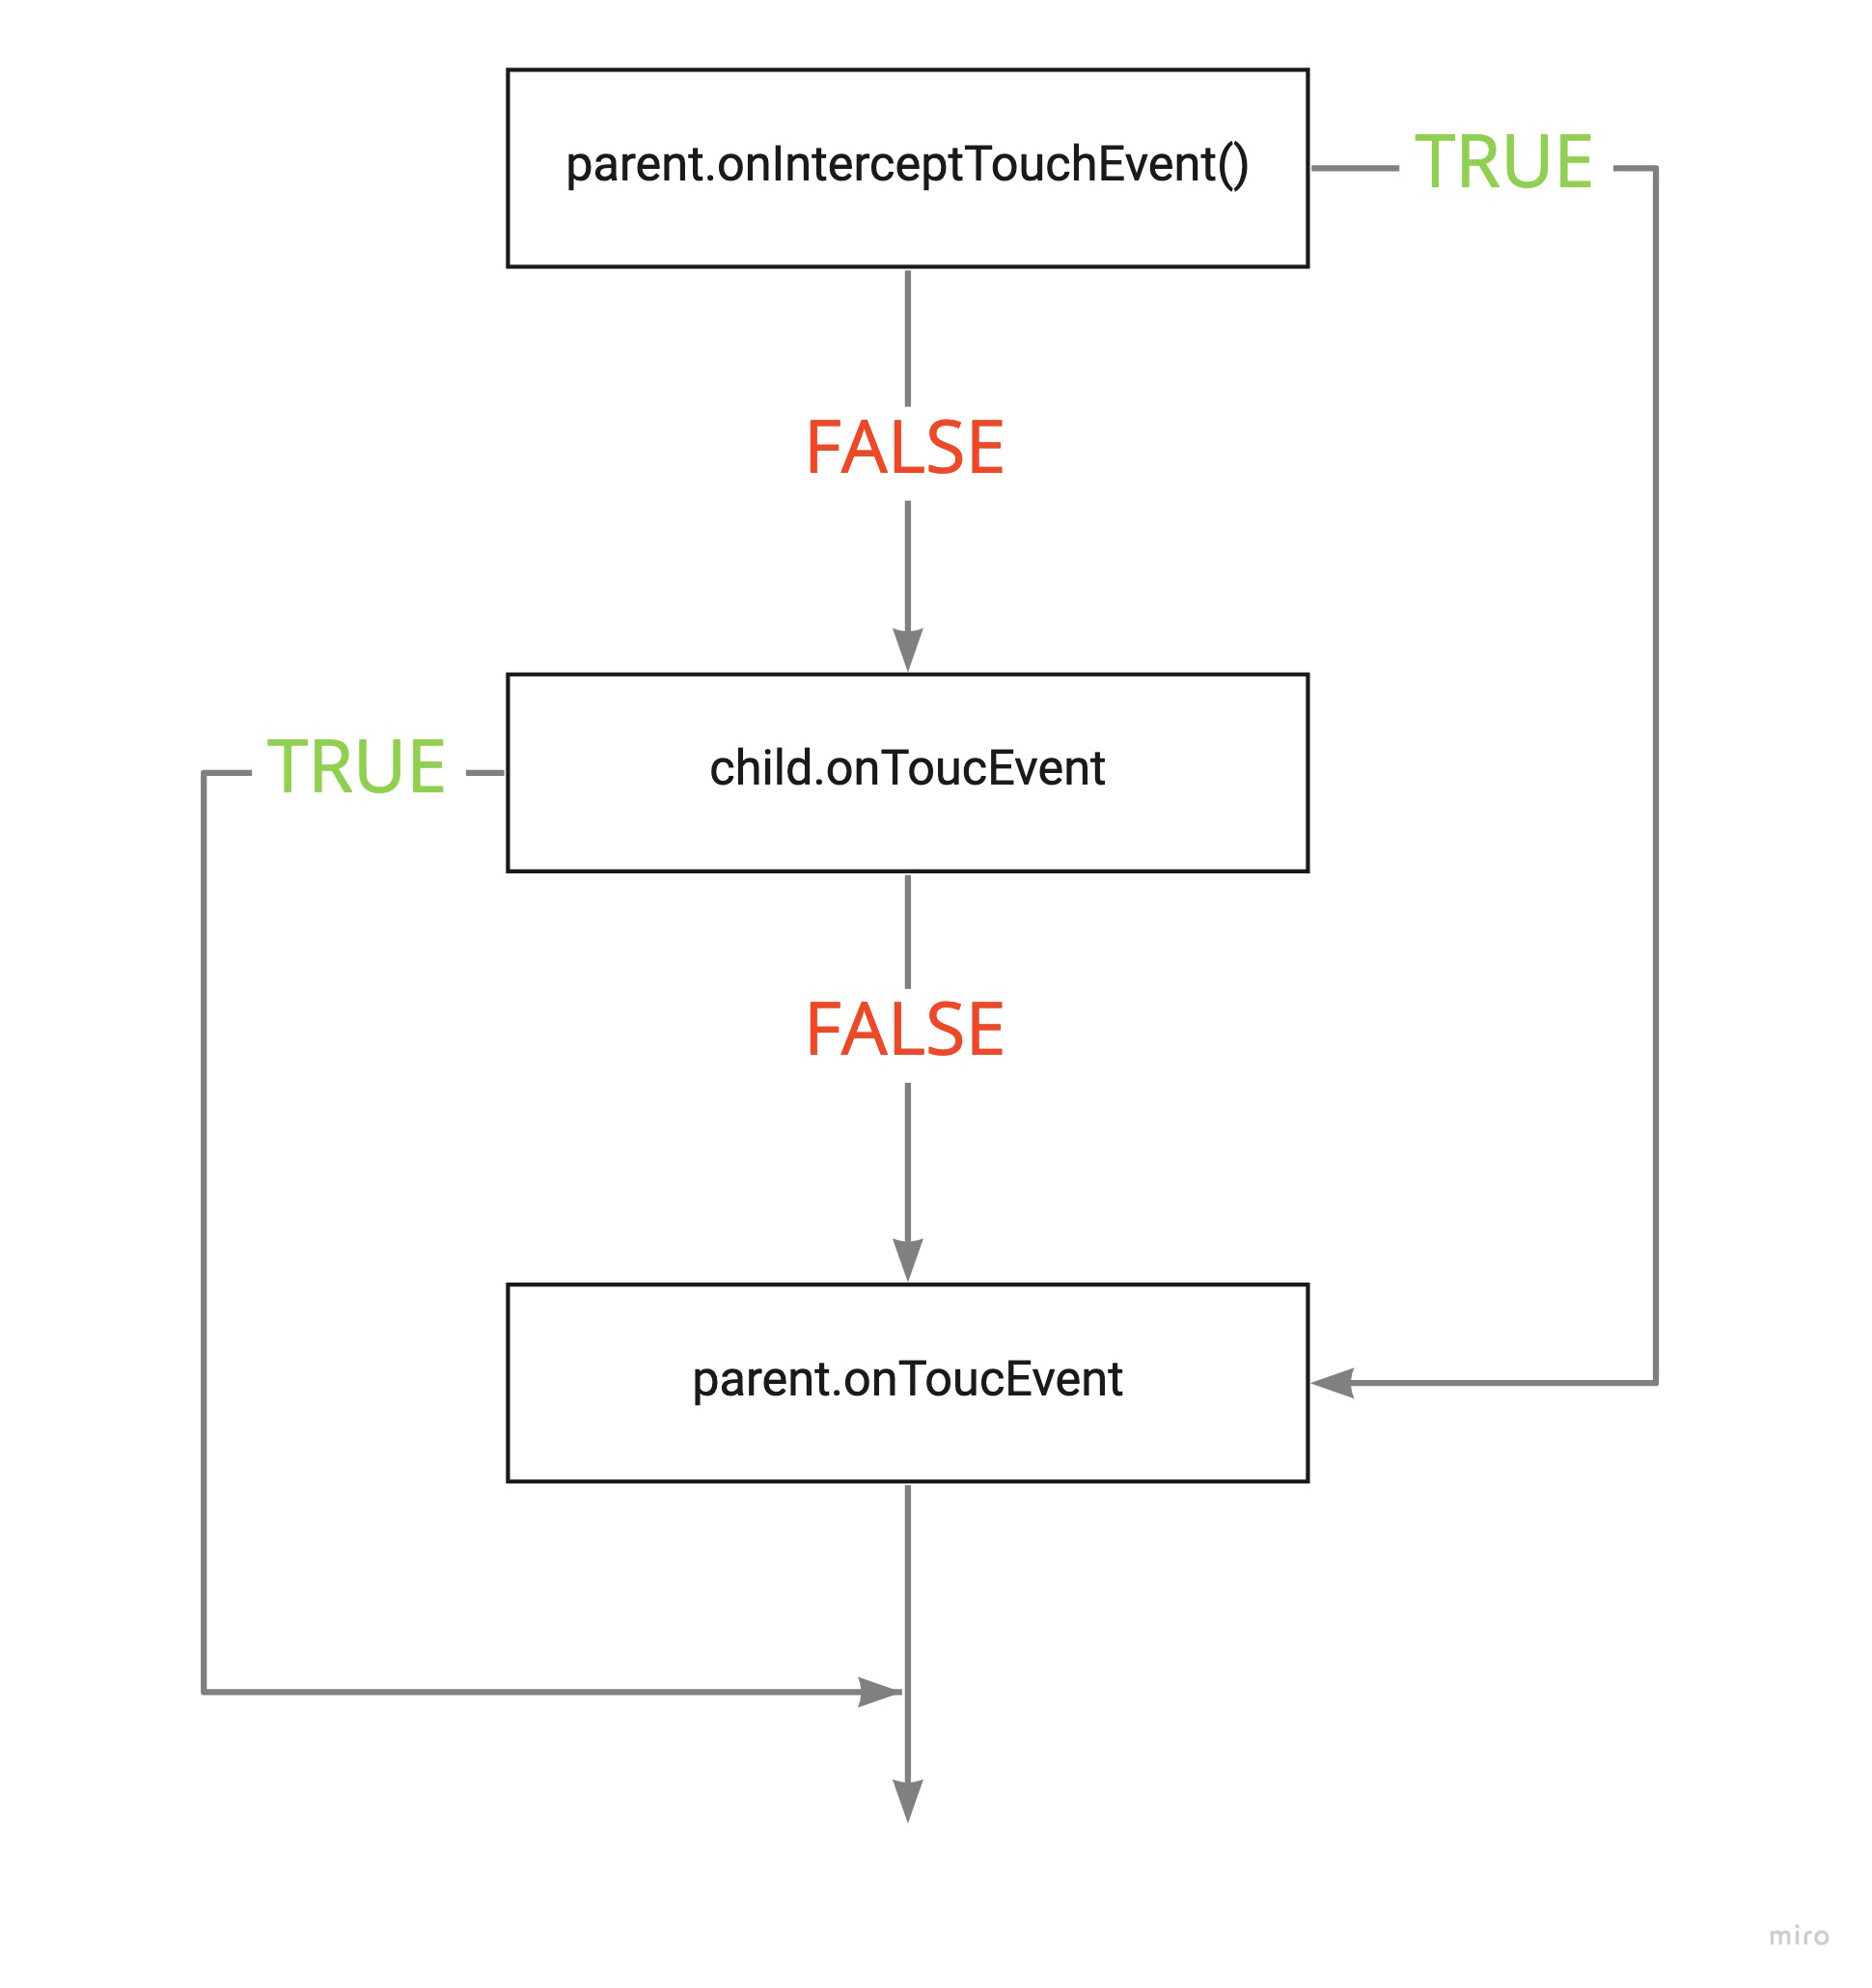 parent.onInterceptTouchEvent()
TRUE
FALSE
TRUE
child.onToucEvent
FALSE
parent.onToucEvent
miro